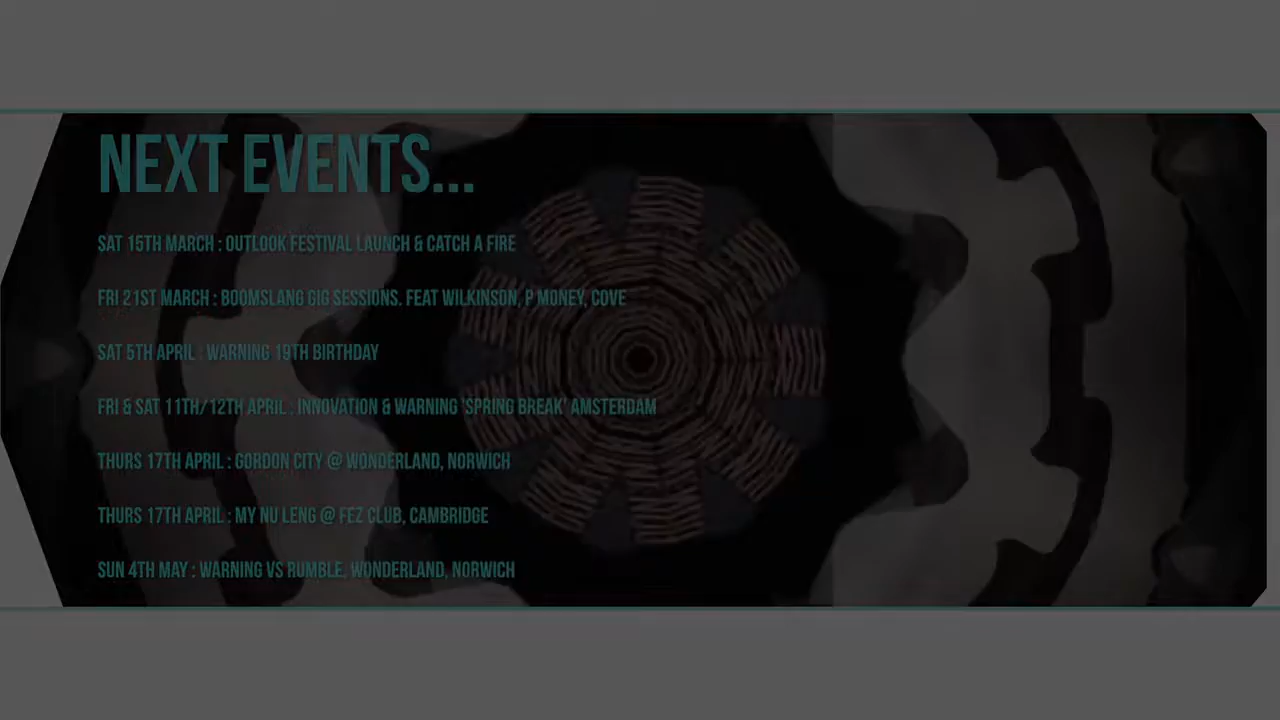 NEXT EVENTS...
SAT 15TH MARCH : OUTLOOK FESTIVAL LAUNCH & CATCH A FIRE
FRI 21ST MARCH : BOOMSLANG GIG SESSIONS. FEAT WILKINSON, P MONEY, COVE
SAT 5TH APRIL : WARNING 19TH BIRTHDAY
FRI & SAT 11TH/12TH APRIL : INNOVATION & WARNING 'SPRING BREAK' AMSTERDAM
THURS 17TH APRIL : GORDON CITY @ WONDERLAND, NORWICH
THURS 17TH APRIL : MY NU LENG @ FEZ CLUB, CAMBRIDGE
SUN 4TH MAY : WARNING VS RUMBLE, WONDERLAND, NORWICH